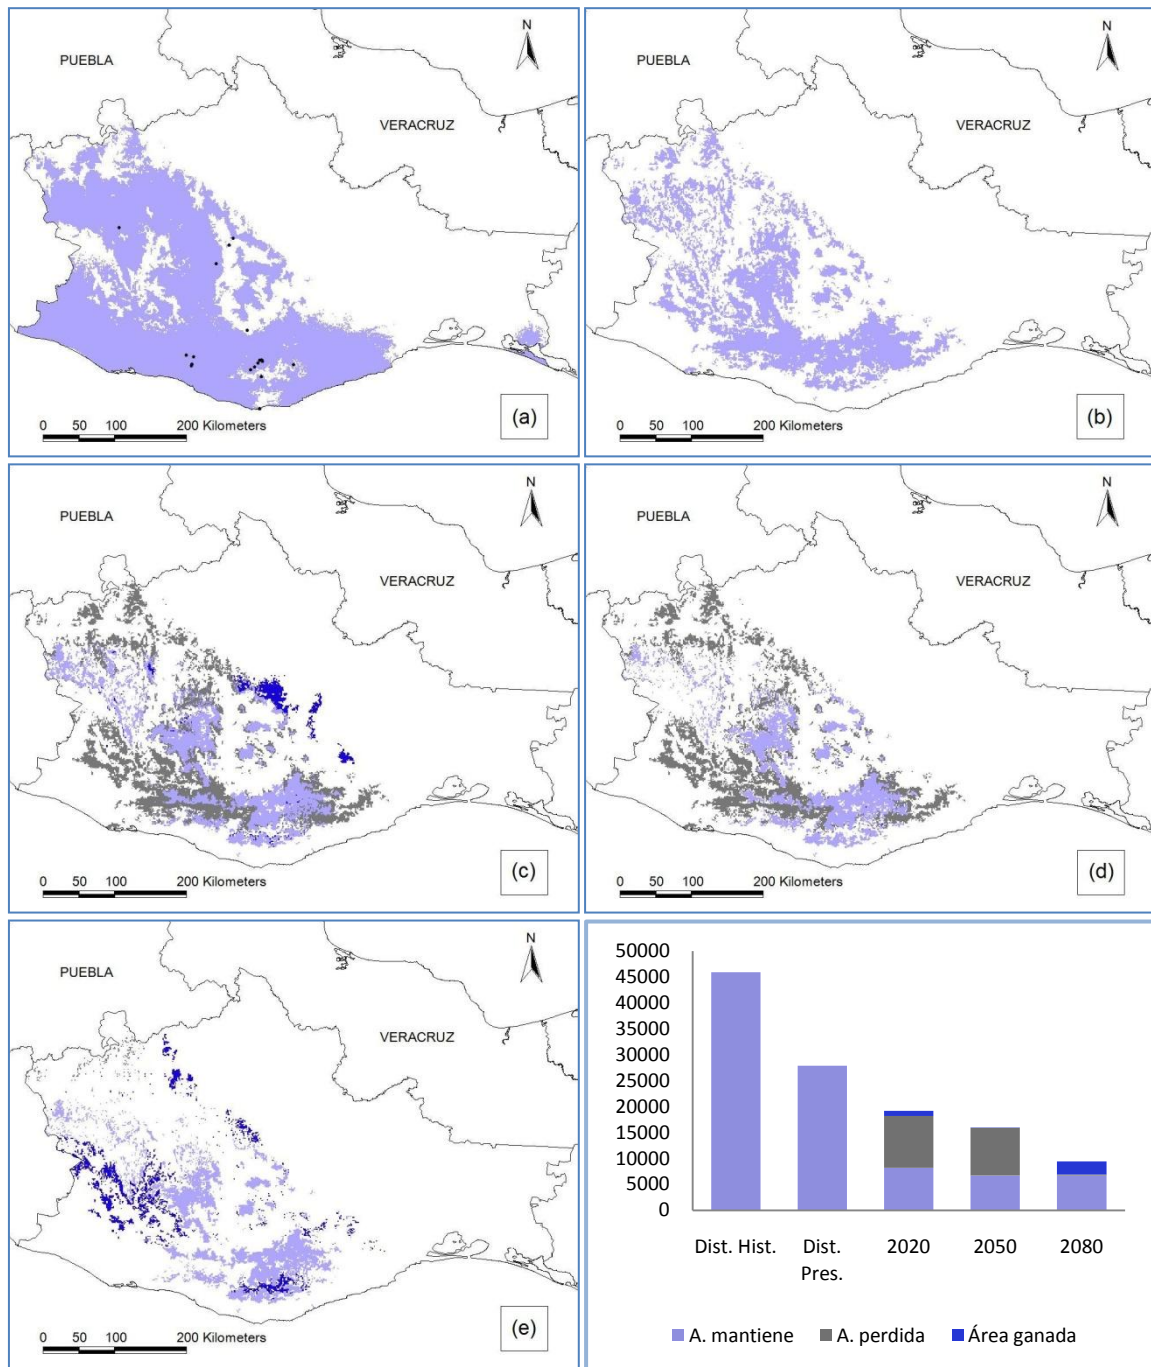 N
PUEBLA
VERACRUZ
0 50 100 200 Kilometers
(a)
N
PUEBLA
VERACRUZ
0 50 100 200 Kilometers
(b)
N
PUEBLA
VERACRUZ
0 50 100 200 Kilometers
(c)
N
PUEBLA
VERACRUZ
0 50 100 200 Kilometers
(d)
N
PUEBLA
VERACRUZ
0 50 100 200 Kilometers
(e)
50000
45000
40000
35000
30000
25000
20000
15000
10000
5000
0
Dist. Hist. Dist. 2020 2050 2080
Pres.
A. mantiene A. perdida Área ganada